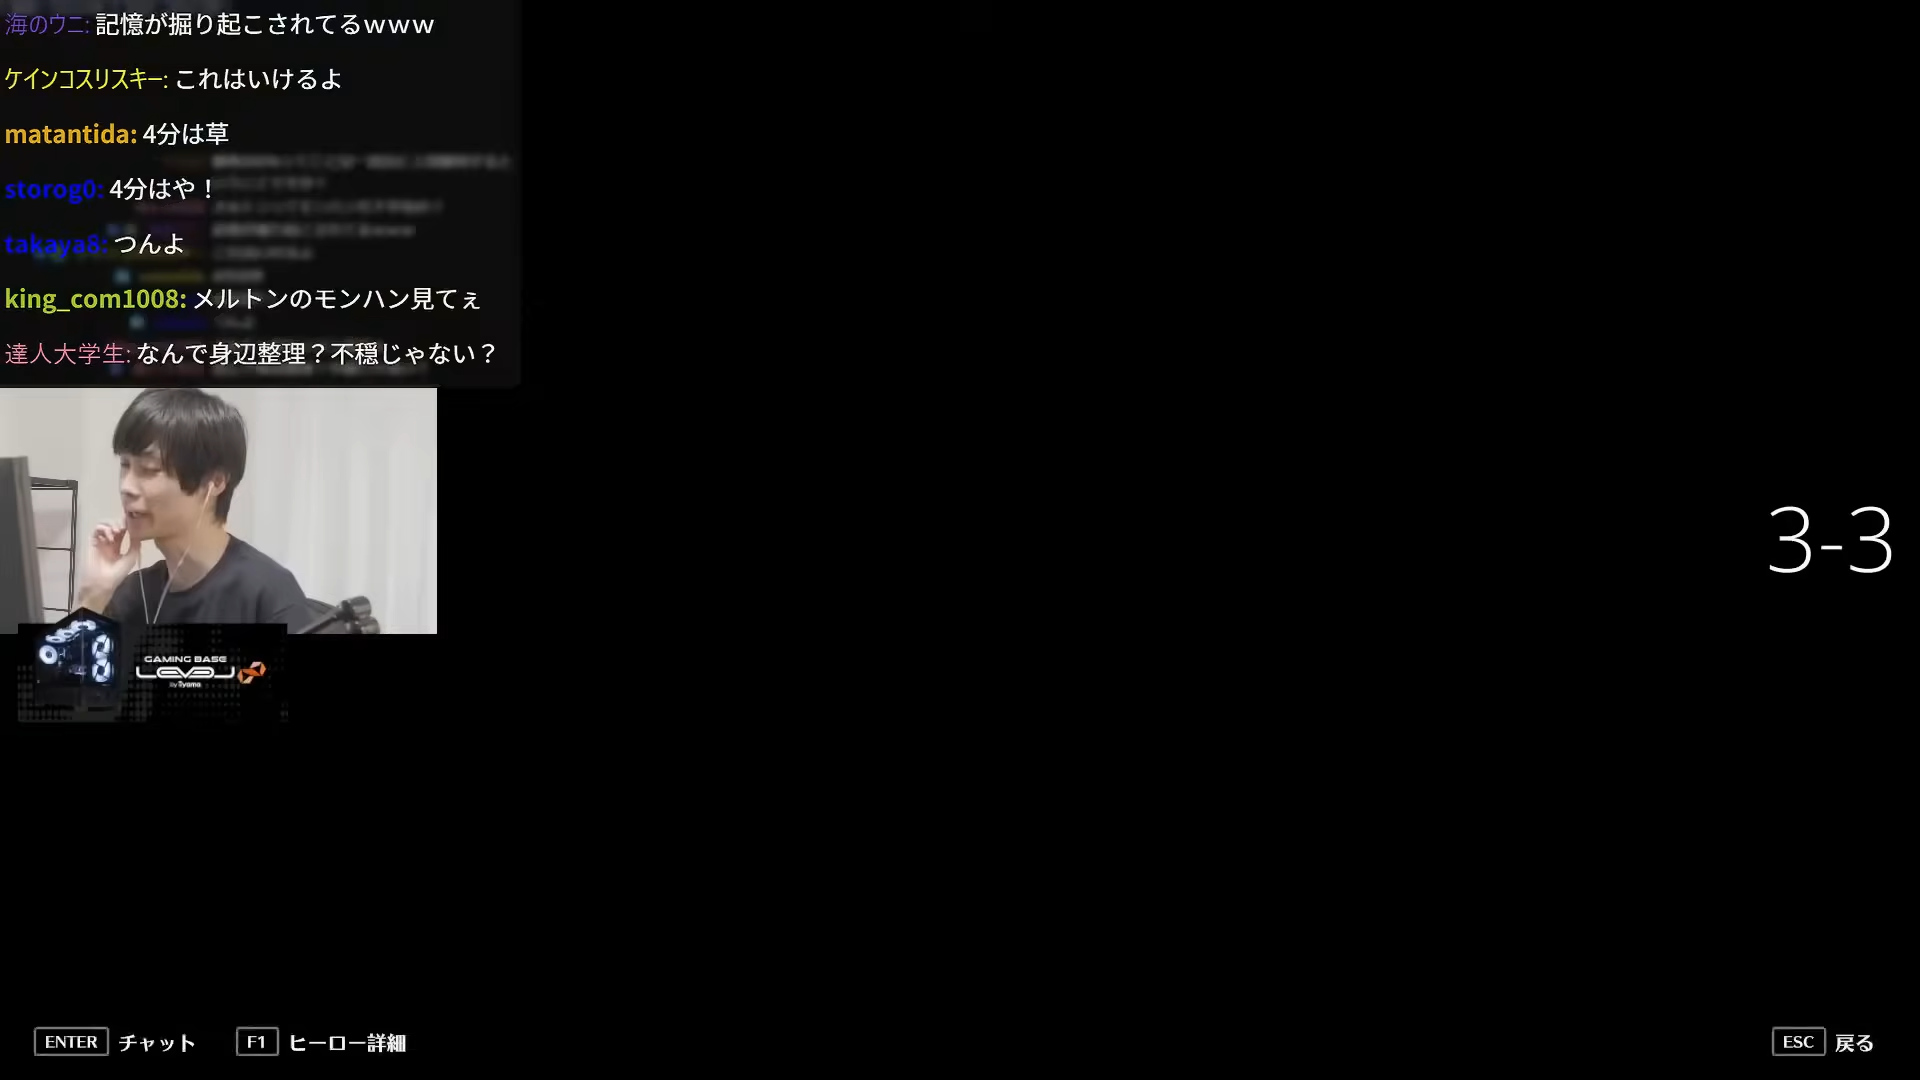 海のウニ: 記憶が掘り起こされてるｗｗｗ
ケインコスリスキー: これはいけるよ
matantida: 4分は草
storog0: 4分はや！
takaya8: つんよ
king_com1008: メルトンのモンハン見てぇ
達人大学生: なんで身辺整理？不穏じゃない？
3-3
GAMING BASE
LEVEL
by iiyama
ENTER チャット F1 ヒーロー詳細 ESC 戻る